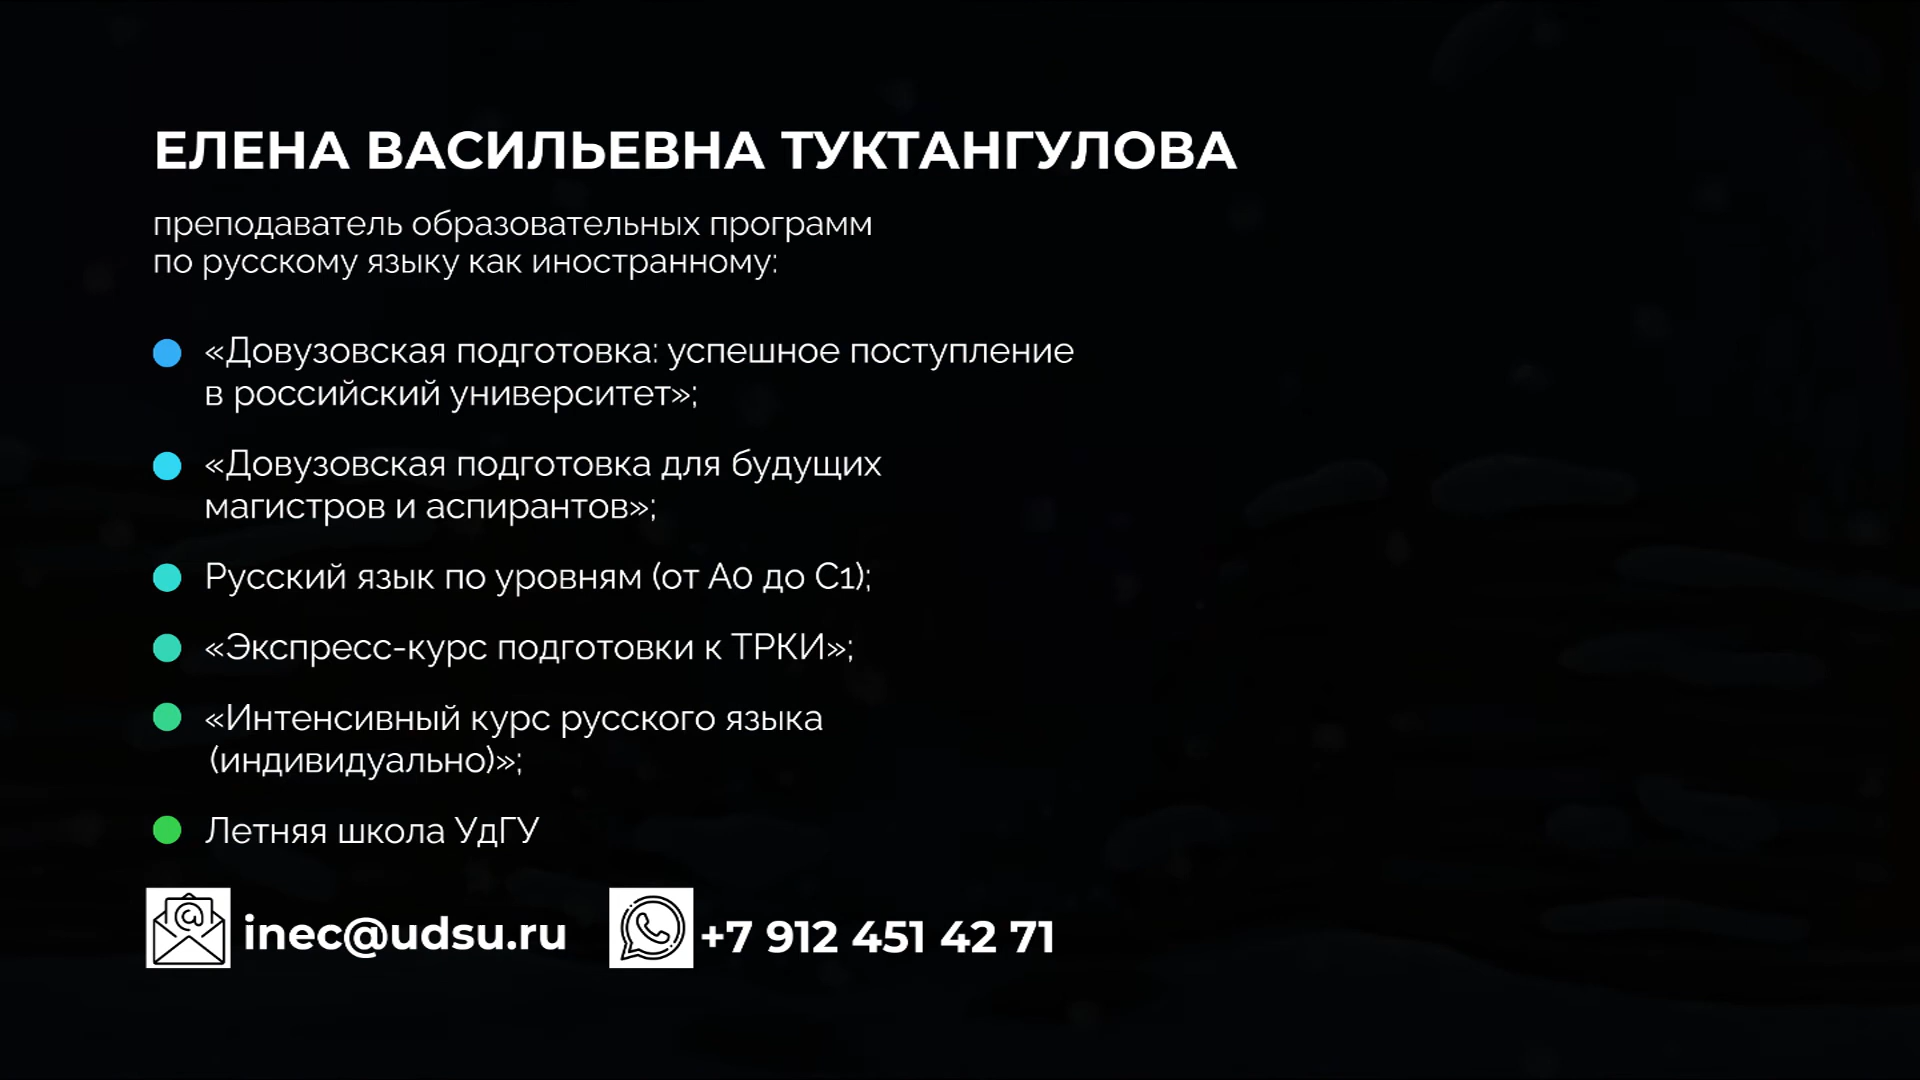 ЕЛЕНА ВАСИЛЬЕВНА ТУКТАНГУЛОВА
преподаватель образовательных программ
по русскому языку как иностранному:
«Довузовская подготовка: успешное поступление
в российский университет»;
«Довузовская подготовка для будущих
магистров и аспирантов»;
Русский язык по уровням (от А0 до С1);
«Экспресс-курс подготовки к ТРКИ»;
«Интенсивный курс русского языка
(индивидуально)»;
Летняя школа УдГУ
inec@udsu.ru +7 912 451 42 71